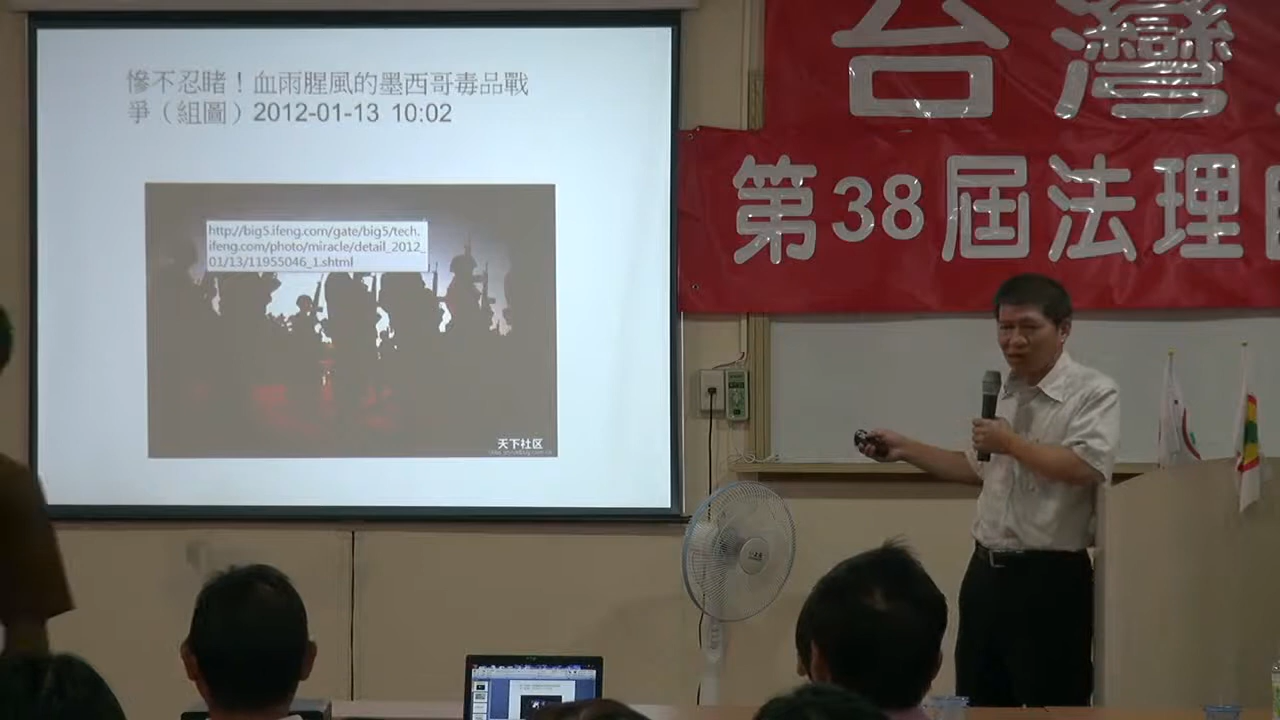 慘不忍睹！血雨腥風的墨西哥毒品戰
爭（組圖）2012-01-13 10:02
http://big5.ifeng.com/gate/big5/tech.
ifeng.com/photo/miracle/detail_2012_
01/13/11955046_1.shtml
天下社区
台灣
第38屆法理